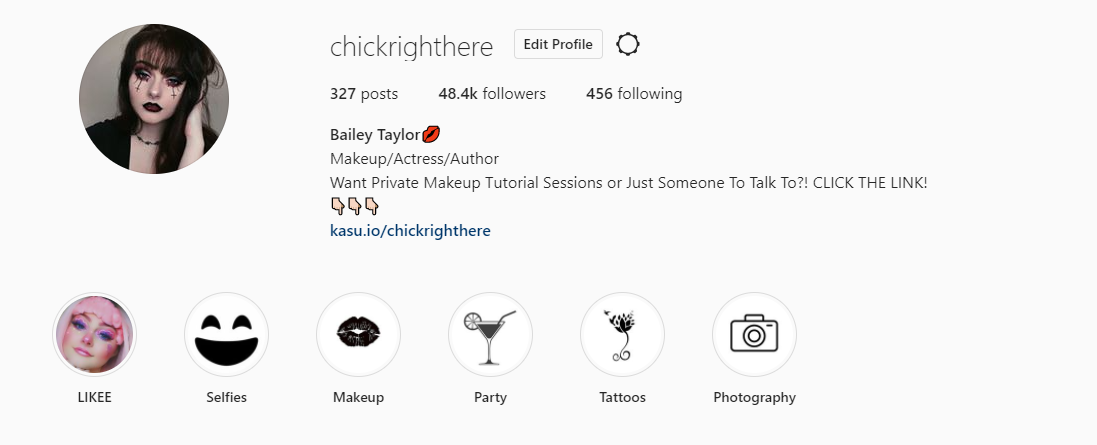 chickrighthere Edit Profile
327 posts 48.4k followers 456 following
Bailey Taylor💋
Makeup/Actress/Author
Want Private Makeup Tutorial Sessions or Just Someone To Talk To?! CLICK THE LINK!
👇🏻👇🏻👇🏻
kasu.io/chickrighthere
LIKEE Selfies Makeup Party Tattoos Photography